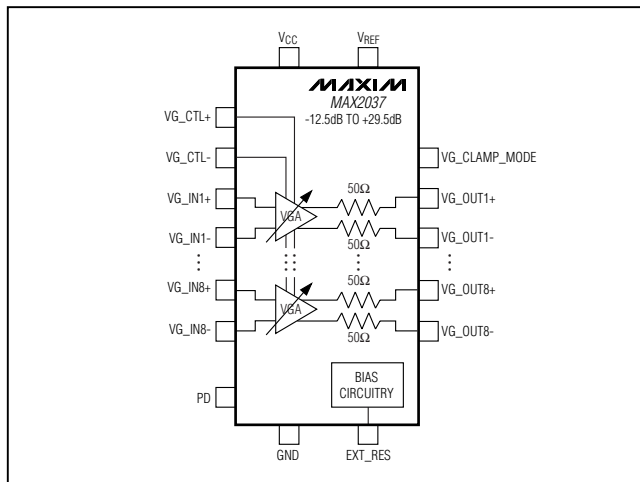 VCC
VREF
MAXIM
MAX2037
-12.5dB TO +29.5dB
VG_CTL+
VG_CTL-
VG_CLAMP_MODE
VG_IN1+
VGA
50Ω
VG_OUT1+
VG_IN1-
50Ω
VG_OUT1-
VG_IN8+
VGA
50Ω
VG_OUT8+
VG_IN8-
50Ω
VG_OUT8-
BIAS
CIRCUITRY
PD
GND
EXT_RES